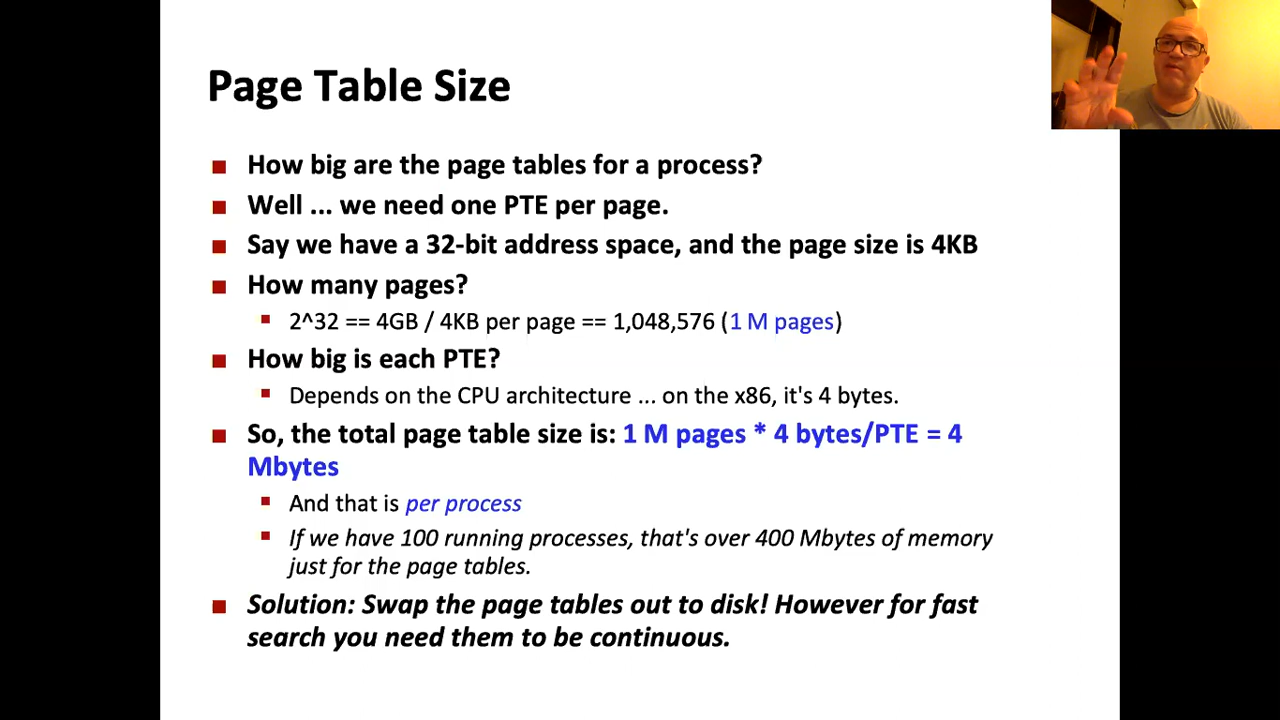 Page Table Size
How big are the page tables for a process?
Well ... we need one PTE per page.
Say we have a 32-bit address space, and the page size is 4KB
How many pages?
2^32 == 4GB / 4KB per page == 1,048,576 (1 M pages)
How big is each PTE?
Depends on the CPU architecture ... on the x86, it's 4 bytes.
So, the total page table size is: 1 M pages * 4 bytes/PTE = 4
Mbytes
And that is per process
If we have 100 running processes, that's over 400 Mbytes of memory
just for the page tables.
Solution: Swap the page tables out to disk! However for fast
search you need them to be continuous.